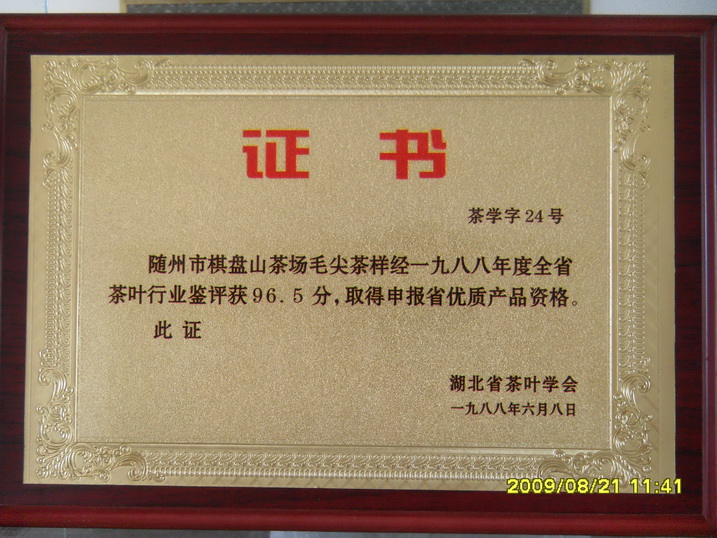 证 书
茶学字24号
随州市棋盘山茶场毛尖茶样经一九八八年度全省
茶叶行业鉴评获96.5分，取得申报省优质产品资格。
此 证
湖北省茶叶学会
一九八八年六月八日
2009/08/21 11:41